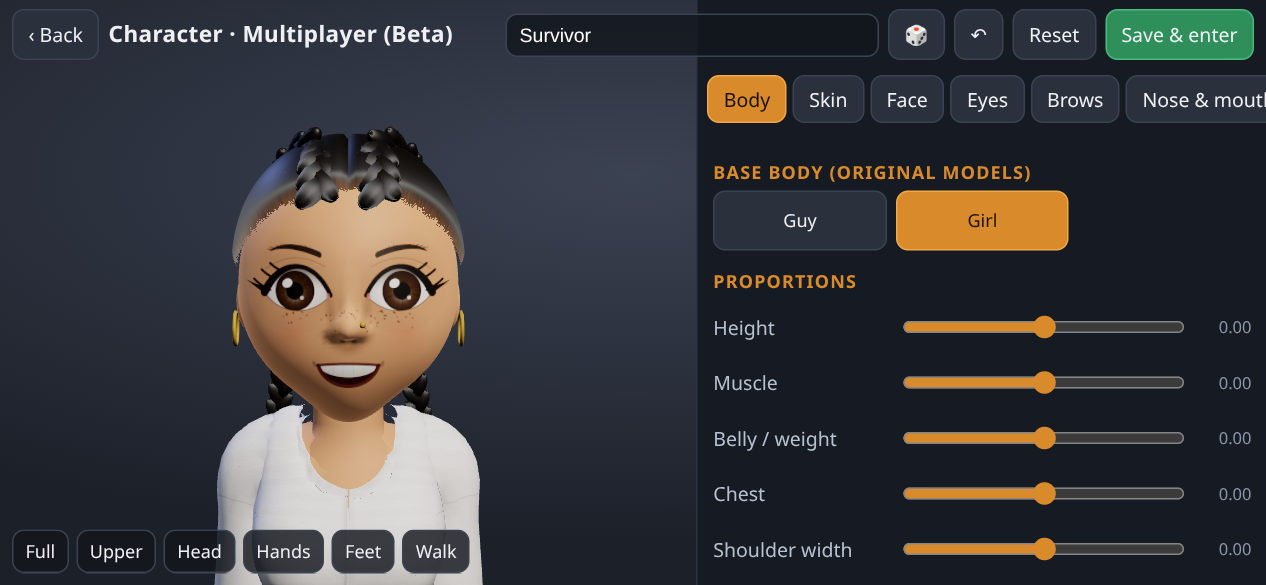 ‹ Back
Character · Multiplayer (Beta)
Survivor
↶
Reset
Save & enter
Body
Skin
Face
Eyes
Brows
Nose & mout
BASE BODY (ORIGINAL MODELS)
Guy
Girl
PROPORTIONS
Height 0.00
Muscle 0.00
Belly / weight 0.00
Chest 0.00
Shoulder width 0.00
Full
Upper
Head
Hands
Feet
Walk